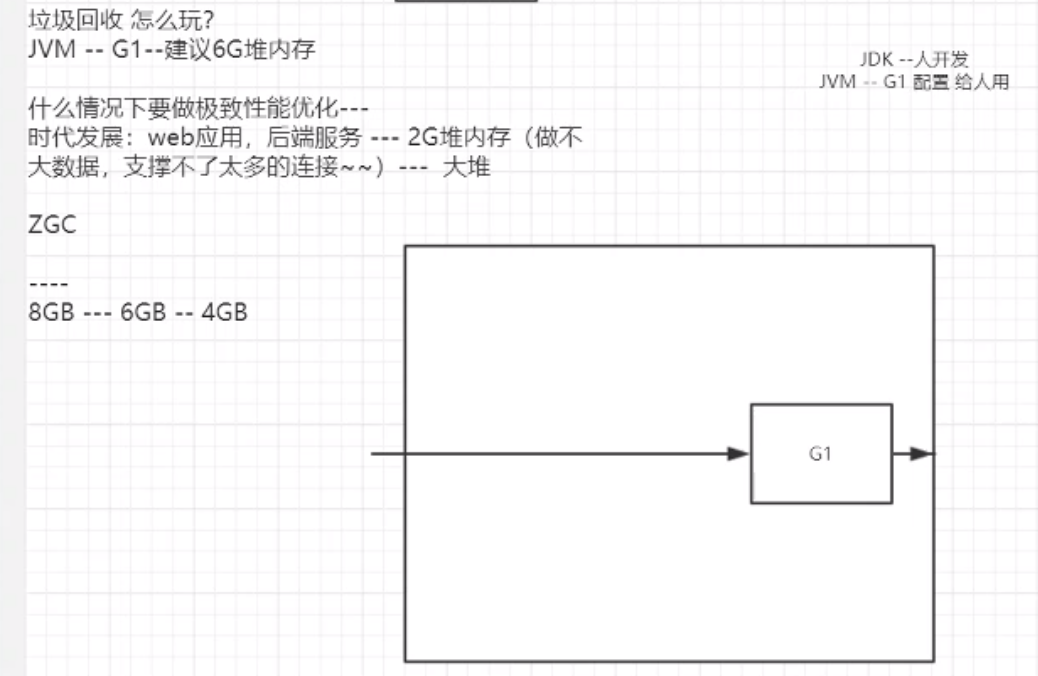 垃圾回收 怎么玩?
JVM -- G1--建议6G堆内存
JDK --人开发
JVM -- G1 配置 给人用
什么情况下要做极致性能优化---
时代发展：web应用，后端服务 --- 2G堆内存（做不
大数据，支撑不了太多的连接~~）--- 大堆
ZGC
----
8GB --- 6GB -- 4GB
G1